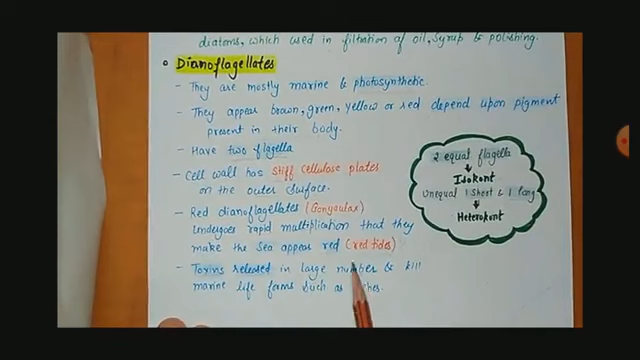 diatoms, which used in filtration of oil, Syrup & polishing.
Dianoflagellates
- They are mostly marine & photosynthetic.
- They appear brown, green, yellow or red depend upon pigment
present in their body.
- Have two flagella
- Cell wall has stiff cellulose plates
on the outer surface.
- Red dianoflagellates (Gonyaulax)
undergoes rapid multiplication that they
make the sea appear red (red tides)
- Toxins released in large number & kill
marine life forms such as
2 equal flagella
↓
Isokont
Unequal 1 short & 1 long
↓
Heterokont